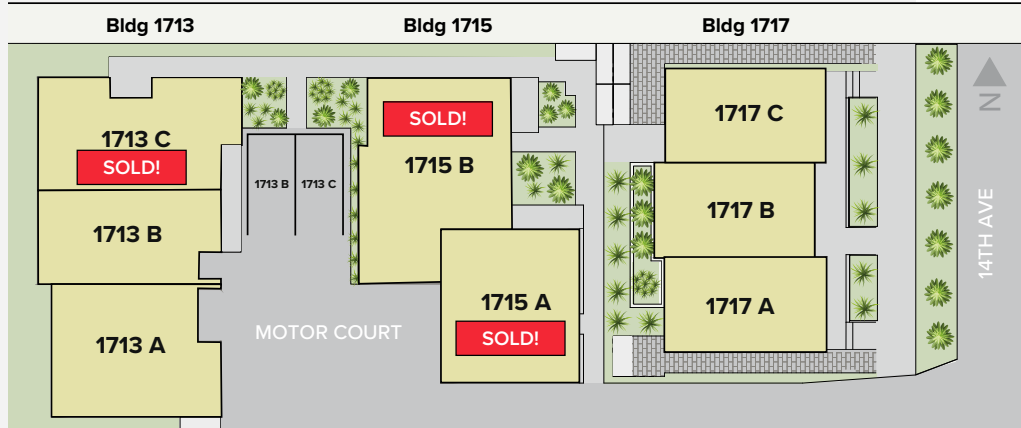 Bldg 1713
Bldg 1715
Bldg 1717
1713 C
SOLD!
1713 B
1713 A
1713 B
1713 C
MOTOR COURT
SOLD!
1715 B
1715 A
SOLD!
1717 C
1717 B
1717 A
N
14TH AVE